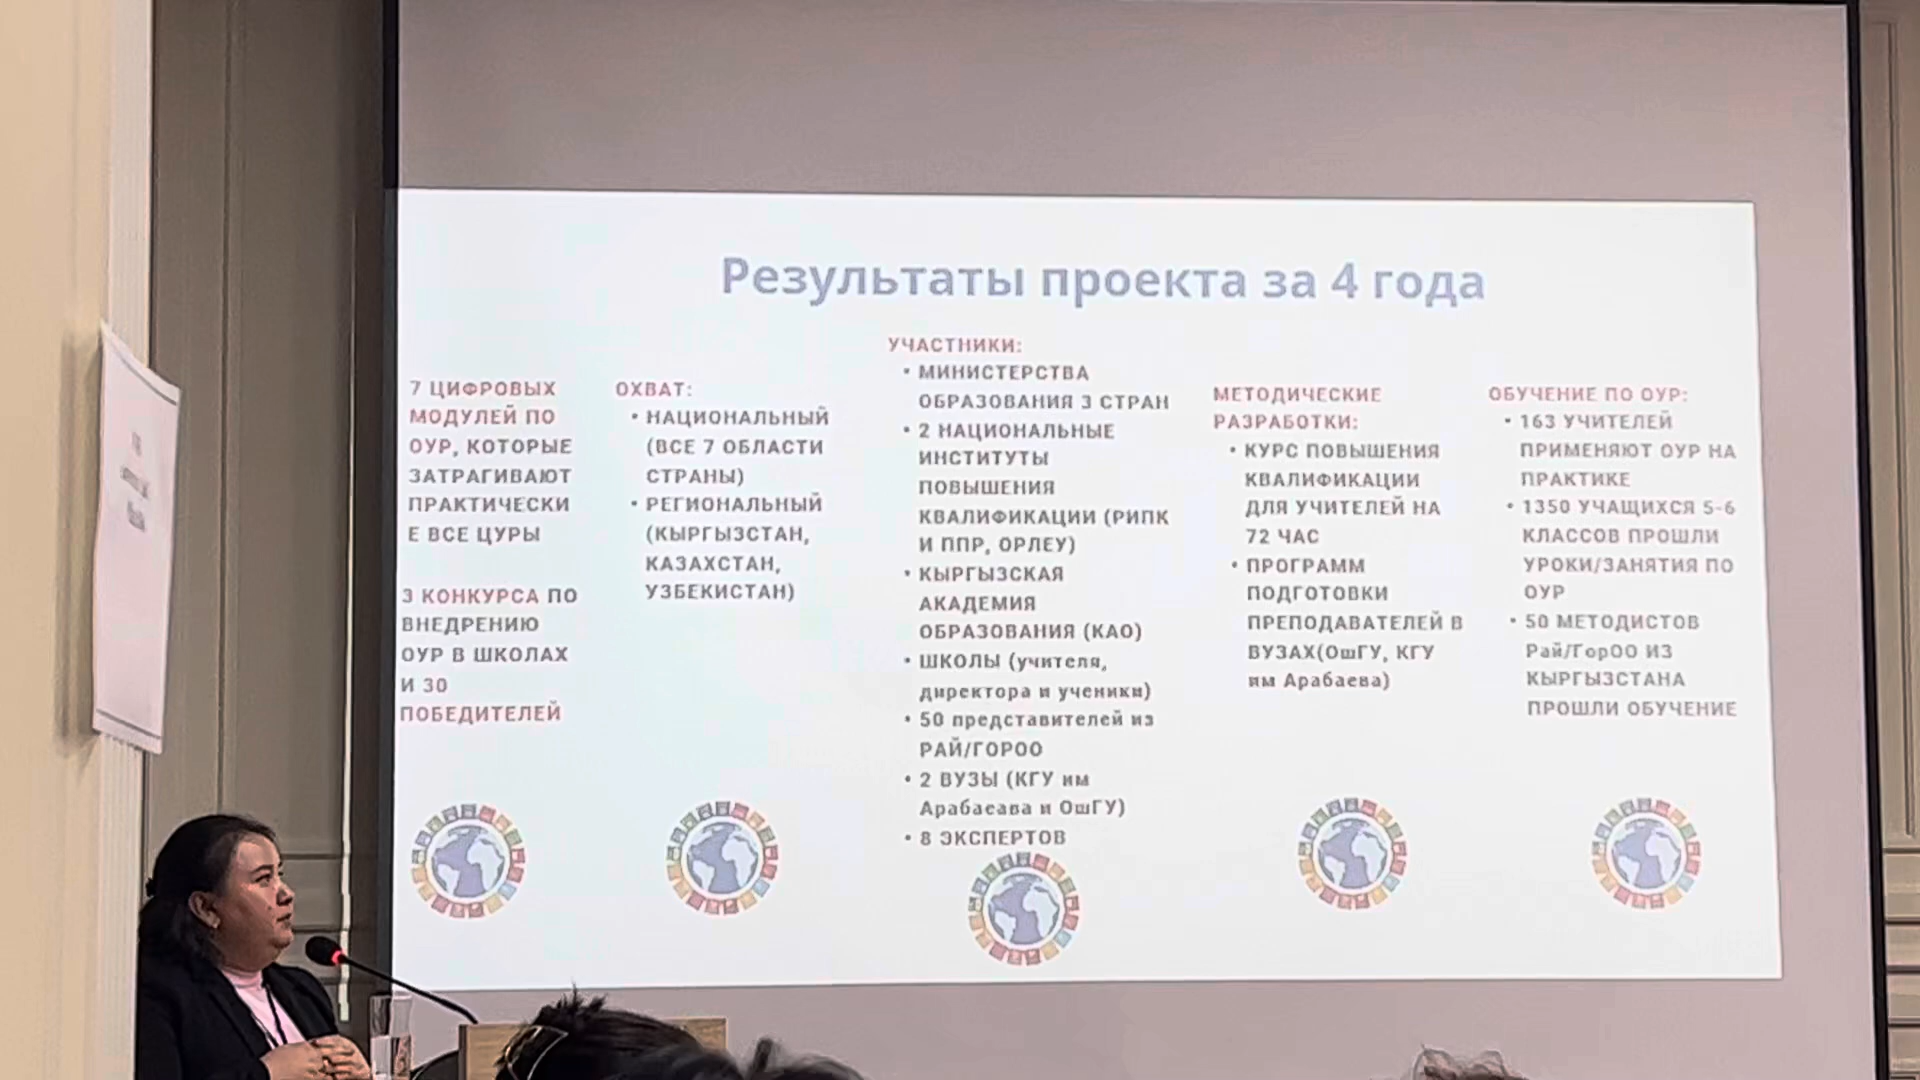 Результаты проекта за 4 года
7 ЦИФРОВЫХ
МОДУЛЕЙ ПО
ОУР, КОТОРЫЕ
ЗАТРАГИВАЮТ
ПРАКТИЧЕСКИ
Е ВСЕ ЦУРЫ
3 КОНКУРСА ПО
ВНЕДРЕНИЮ
ОУР В ШКОЛАХ
И 30
ПОБЕДИТЕЛЕЙ
ОХВАТ:
• НАЦИОНАЛЬНЫЙ
(ВСЕ 7 ОБЛАСТИ
СТРАНЫ)
• РЕГИОНАЛЬНЫЙ
(КЫРГЫЗСТАН,
КАЗАХСТАН,
УЗБЕКИСТАН)
УЧАСТНИКИ:
• МИНИСТЕРСТВА
ОБРАЗОВАНИЯ 3 СТРАН
• 2 НАЦИОНАЛЬНЫЕ
ИНСТИТУТЫ
ПОВЫШЕНИЯ
КВАЛИФИКАЦИИ (РИПК
И ППР, ОРЛЕУ)
• КЫРГЫЗСКАЯ
АКАДЕМИЯ
ОБРАЗОВАНИЯ (КАО)
• ШКОЛЫ (учителя,
директора и ученики)
• 50 представителей из
РАЙ/ГОРОО
• 2 ВУЗЫ (КГУ им
Арабаеава и ОшГУ)
• 8 ЭКСПЕРТОВ
МЕТОДИЧЕСКИЕ
РАЗРАБОТКИ:
• КУРС ПОВЫШЕНИЯ
КВАЛИФИКАЦИИ
ДЛЯ УЧИТЕЛЕЙ НА
72 ЧАС
• ПРОГРАММ
ПОДГОТОВКИ
ПРЕПОДАВАТЕЛЕЙ В
ВУЗАХ(ОшГУ, КГУ
им Арабаева)
ОБУЧЕНИЕ ПО ОУР:
• 163 УЧИТЕЛЕЙ
ПРИМЕНЯЮТ ОУР НА
ПРАКТИКЕ
• 1350 УЧАЩИХСЯ 5-6
КЛАССОВ ПРОШЛИ
УРОКИ/ЗАНЯТИЯ ПО
ОУР
• 50 МЕТОДИСТОВ
Рай/ГорОО ИЗ
КЫРГЫЗСТАНА
ПРОШЛИ ОБУЧЕНИЕ